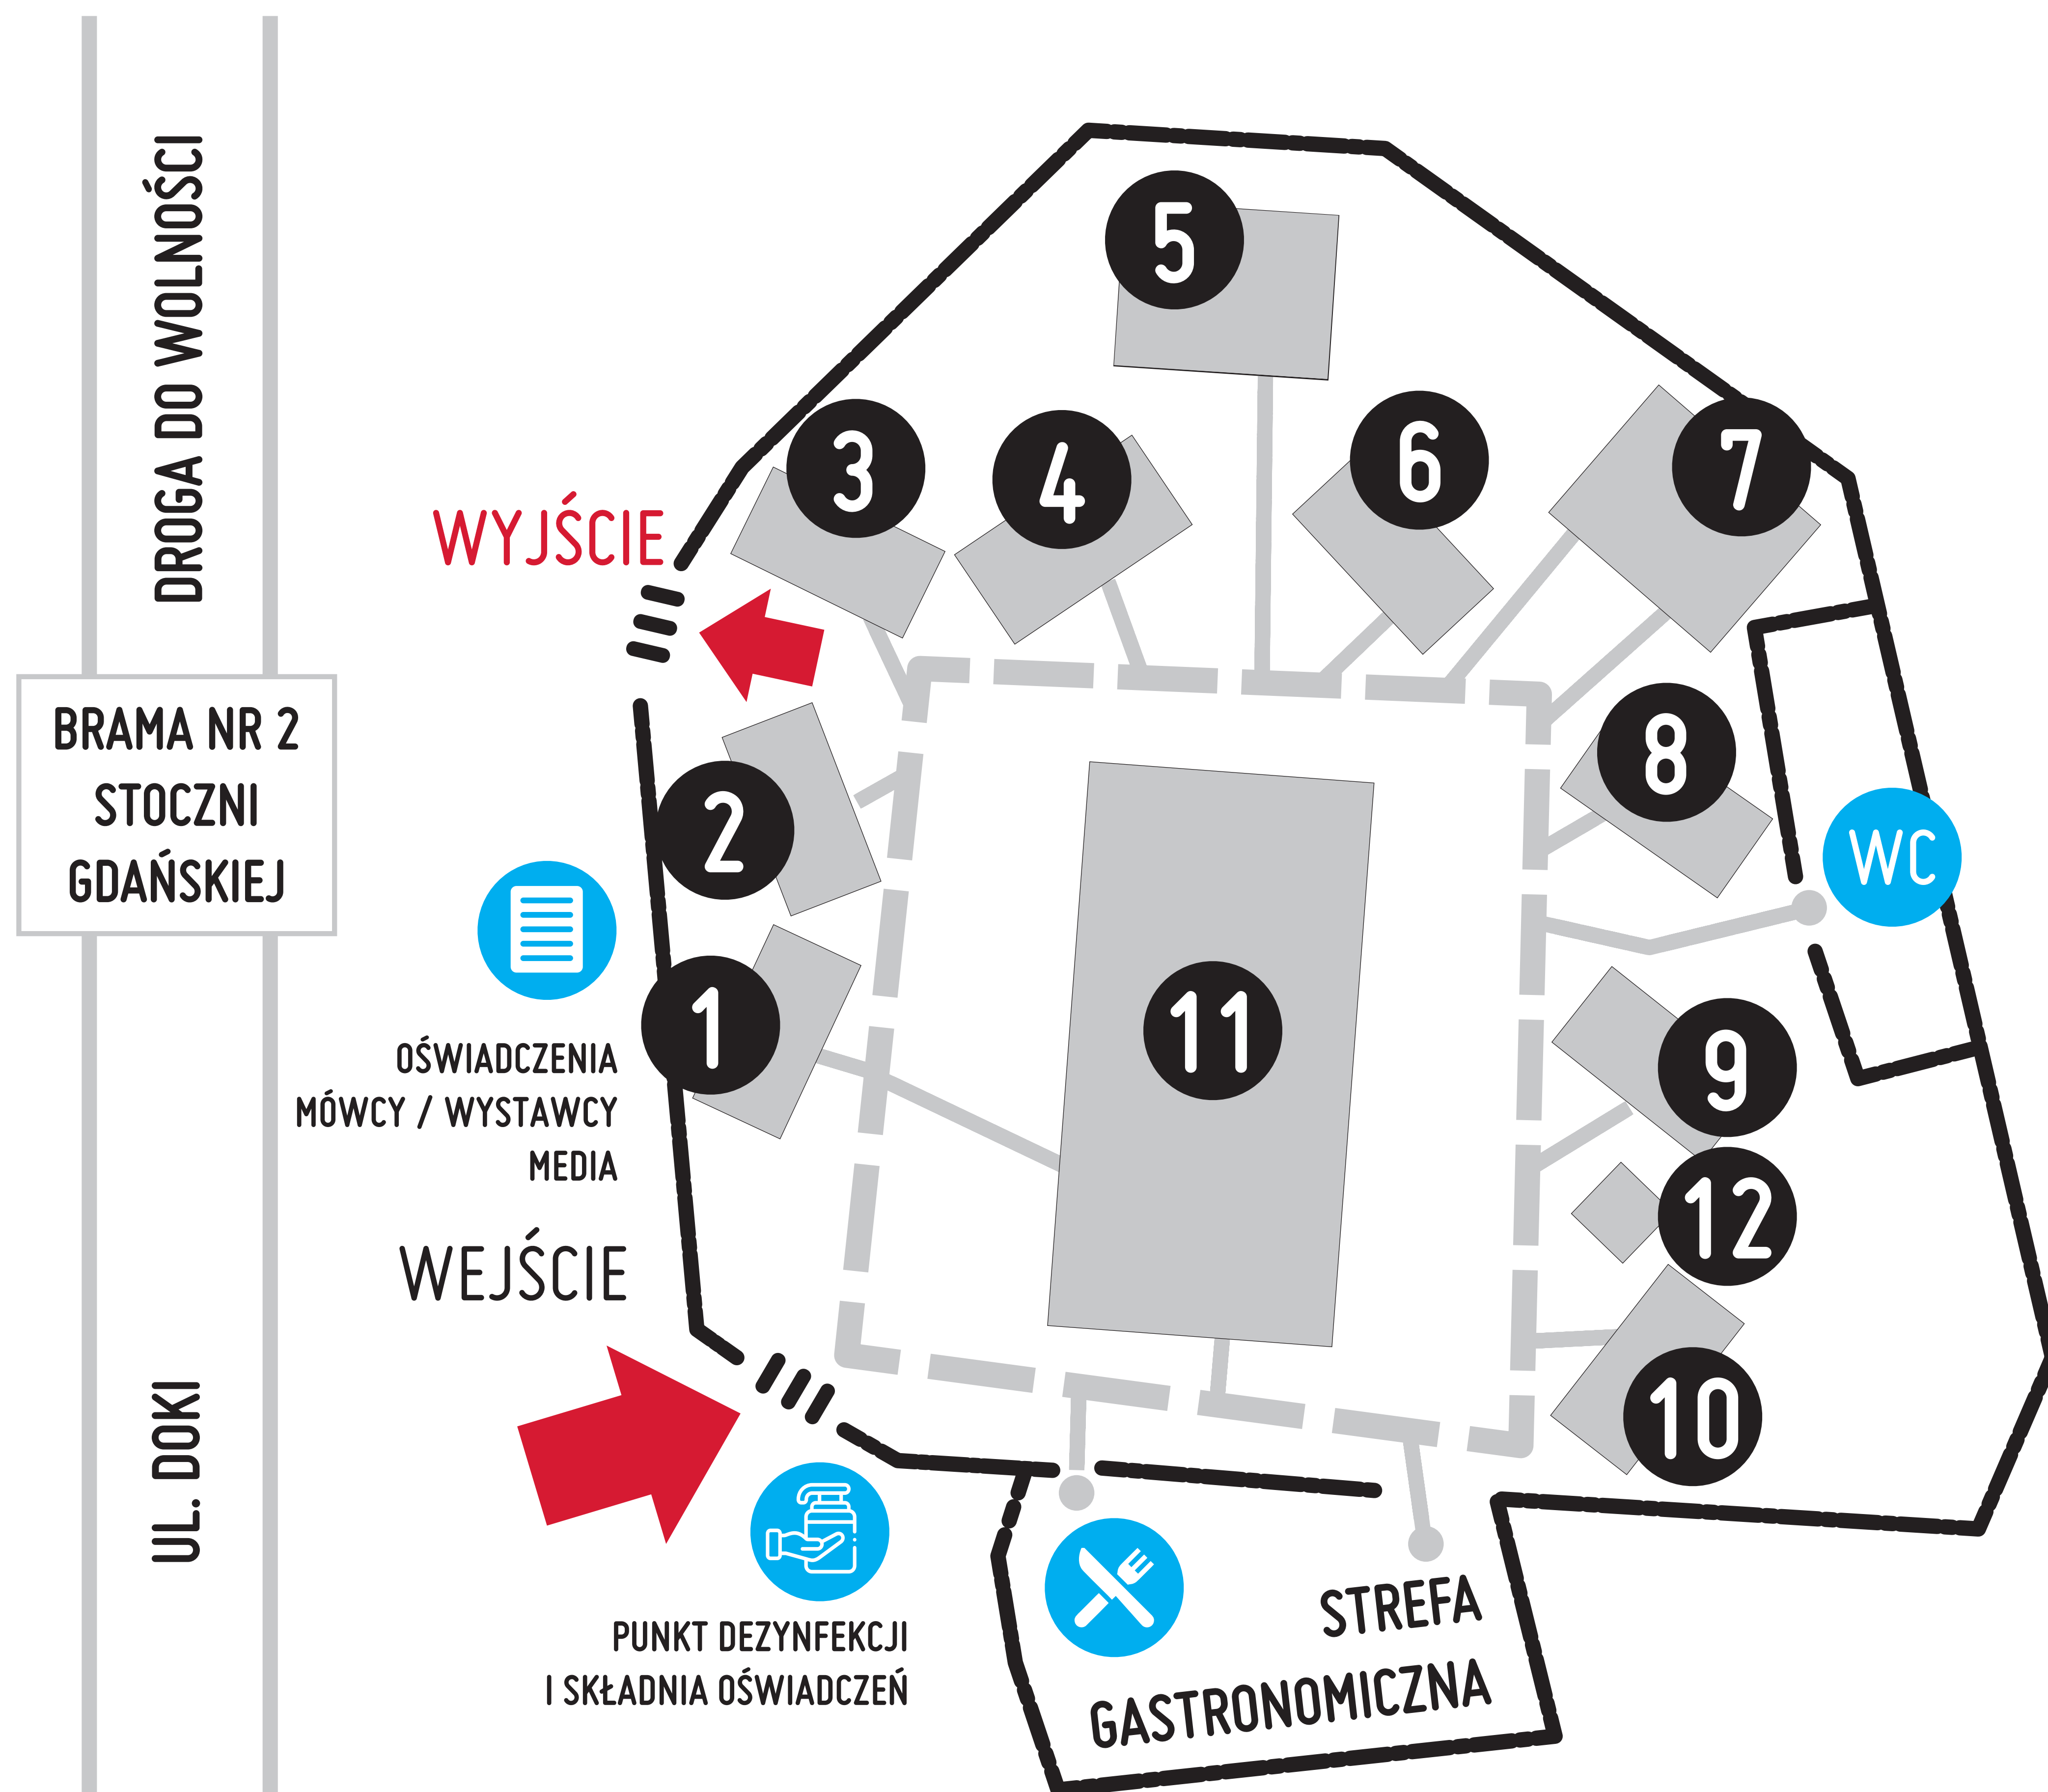 DROGA DO WOLNOŚCI
BRAMA NR 2
STOCZNI
GDAŃSKIEJ
UL. DOKI
WYJŚCIE
OŚWIADCZENIA
MÓWCY / WYSTAWCY
MEDIA
WEJŚCIE
PUNKT DEZYNFEKCJI
I SKŁADNIA OŚWIADCZEŃ
5
3
4
6
7
2
8
WC
1
11
9
12
10
STREFA
GASTRONOMICZNA